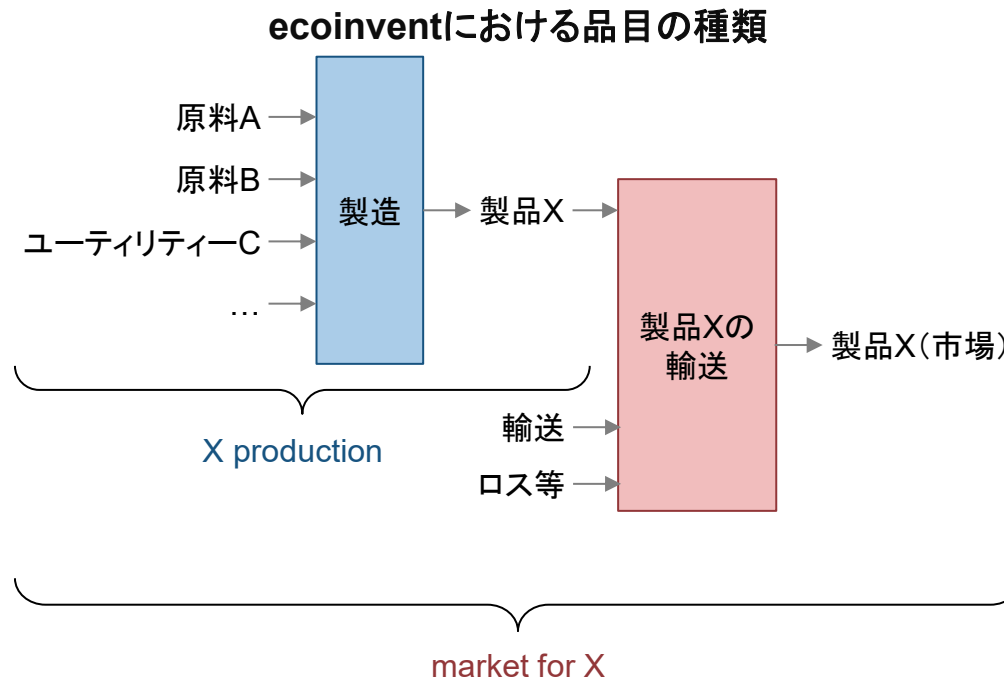 ecoinventにおける品目の種類
原料A
原料B
ユーティリティーC
…
製造
製品X
製品Xの
輸送
製品X（市場）
輸送
ロス等
X production
market for X